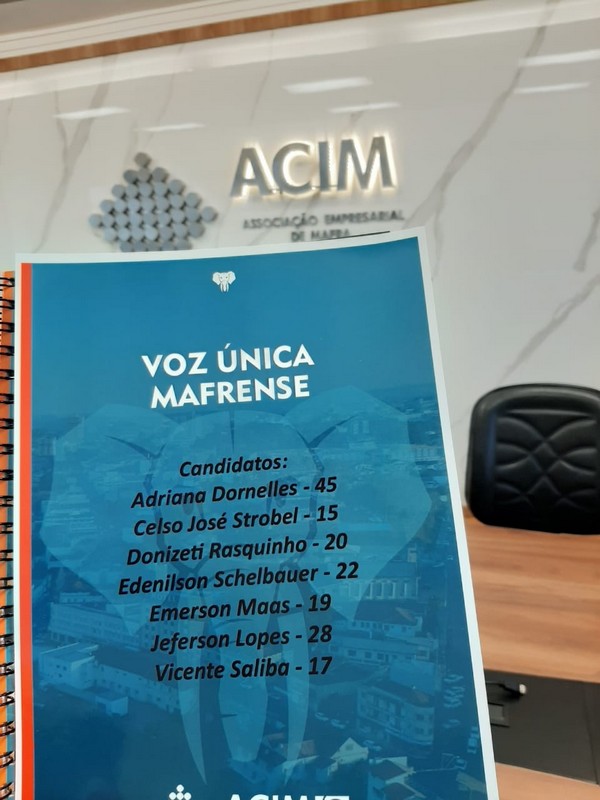 ACIM
ASSOCIAÇÃO EMPRESARIAL
DE MAFRA
VOZ ÚNICA
MAFRENSE
Candidatos:
Adriana Dornelles - 45
Celso José Strobel - 15
Donizeti Rasquinho - 20
Edenilson Schelbauer - 22
Emerson Maas - 19
Jeferson Lopes - 28
Vicente Saliba - 17